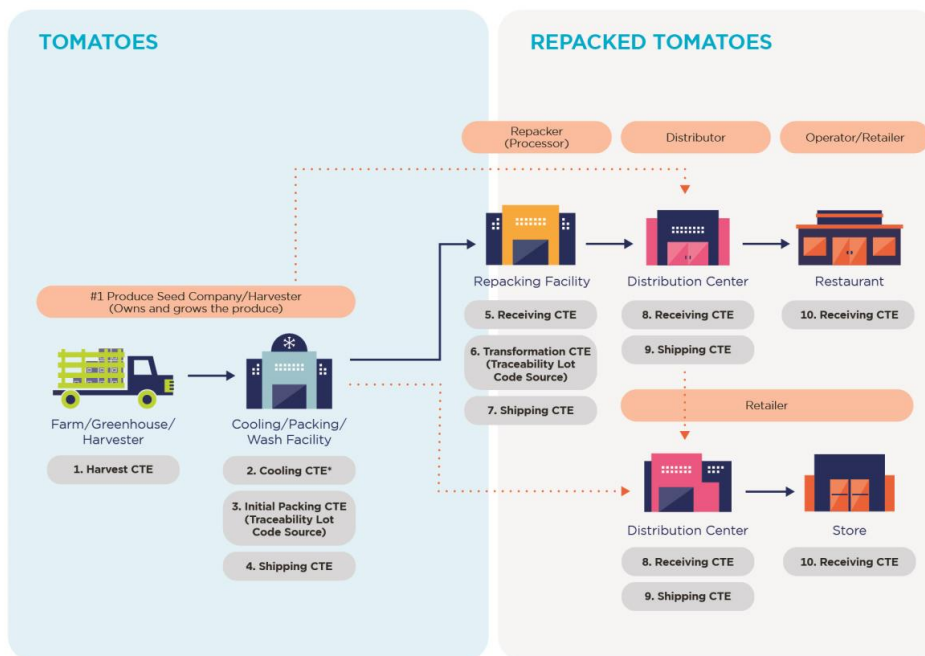 TOMATOES
REPACKED TOMATOES
Repacker
(Processor)
Distributor
Operator/Retailer
Repacking Facility
Distribution Center
Restaurant
#1 Produce Seed Company/Harvester
(Owns and grows the produce)
5. Receiving CTE
8. Receiving CTE
10. Receiving CTE
6. Transformation CTE
(Traceability Lot
Code Source)
9. Shipping CTE
7. Shipping CTE
Retailer
Farm/Greenhouse/
Harvester
Cooling/Packing/
Wash Facility
1. Harvest CTE
2. Cooling CTE*
3. Initial Packing CTE
(Traceability Lot
Code Source)
4. Shipping CTE
Distribution Center
Store
8. Receiving CTE
10. Receiving CTE
9. Shipping CTE